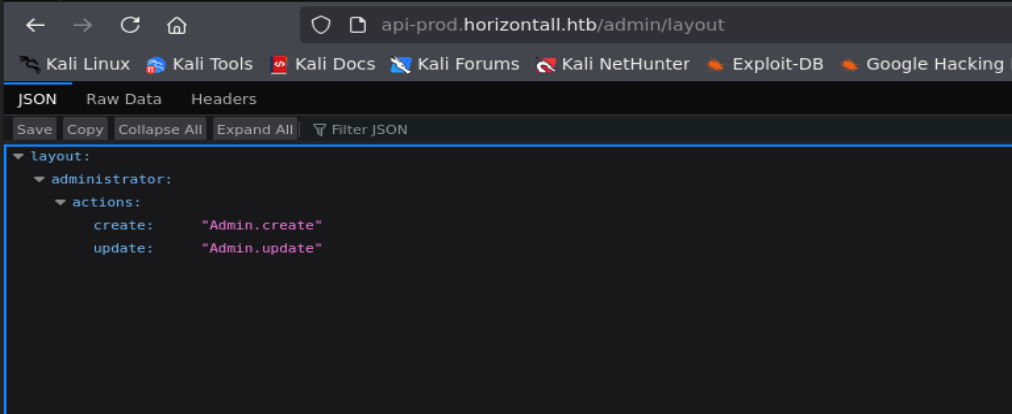 api-prod.horizontall.htb/admin/layout
Kali Linux Kali Tools Kali Docs Kali Forums Kali NetHunter Exploit-DB Google Hacking
JSON Raw Data Headers
Save Copy Collapse All Expand All Filter JSON
layout:
administrator:
actions:
create: "Admin.create"
update: "Admin.update"